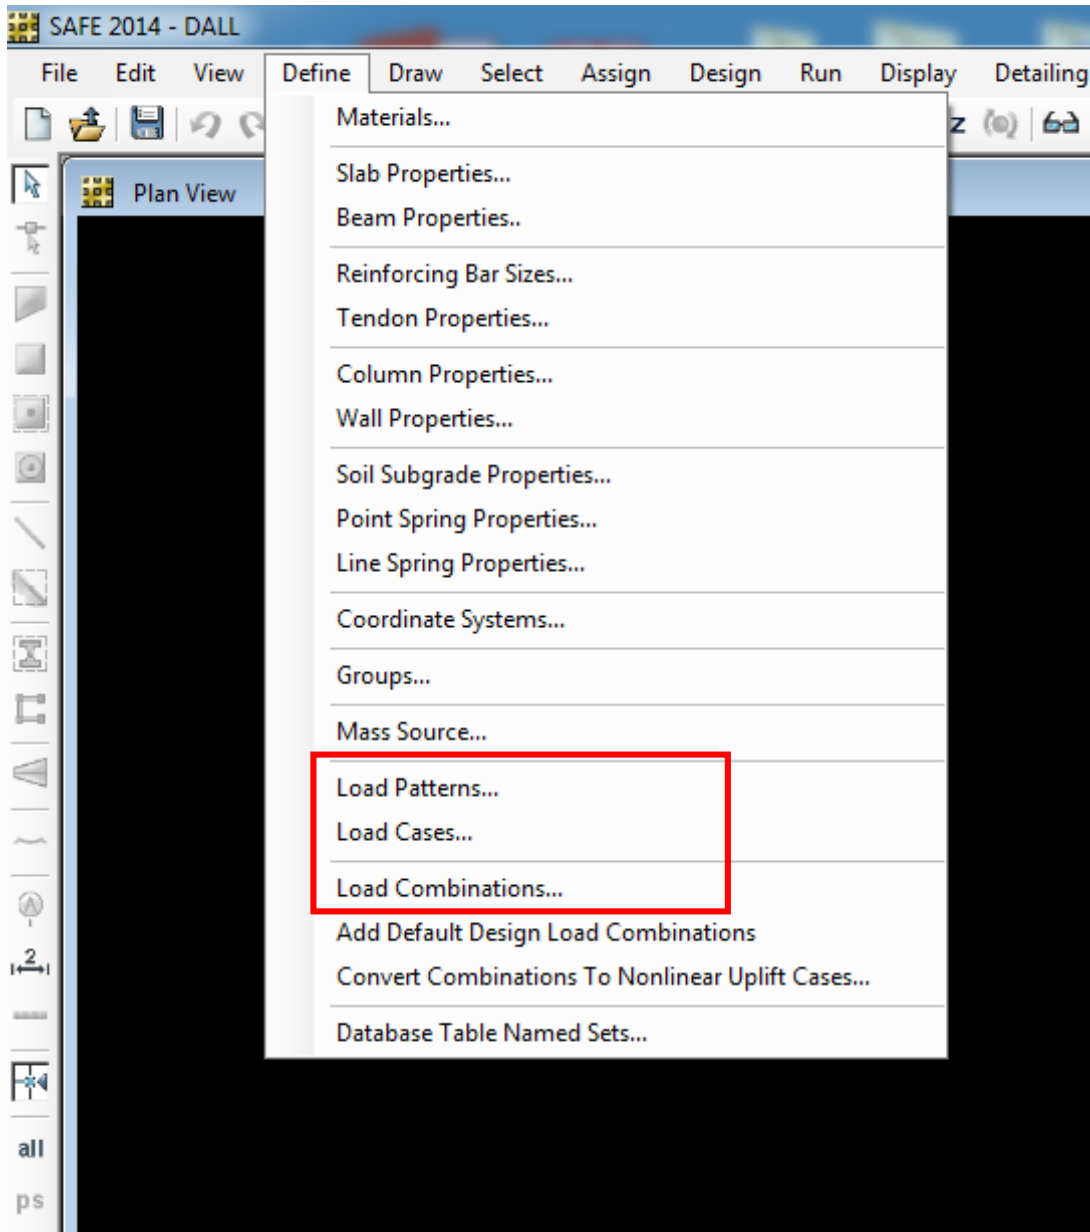 SAFE 2014 - DALL
File Edit View Define Draw Select Assign Design Run Display Detailing
Materials...
z
Plan View
Slab Properties...
Beam Properties..
Reinforcing Bar Sizes...
Tendon Properties...
Column Properties...
Wall Properties...
Soil Subgrade Properties...
Point Spring Properties...
Line Spring Properties...
Coordinate Systems...
Groups...
Mass Source...
Load Patterns...
Load Cases...
Load Combinations...
Add Default Design Load Combinations
Convert Combinations To Nonlinear Uplift Cases...
Database Table Named Sets...
A
2
all
ps